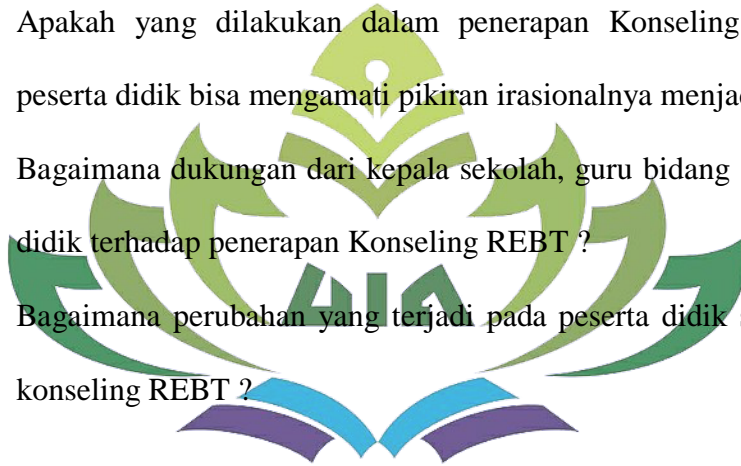 Apakah yang dilakukan dalam penerapan Konseling
peserta didik bisa mengamati pikiran irasionalnya
Bagaimana dukungan dari kepala sekolah, guru bidang
didik terhadap penerapan Konseling REBT ?
UIN
Bagaimana perubahan yang terjadi pada peserta didik
konseling REBT ?